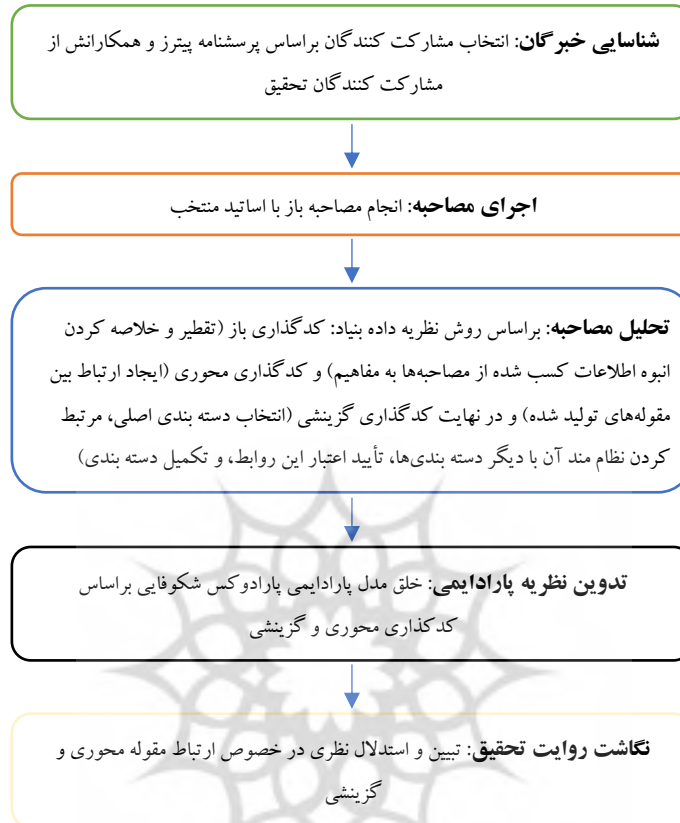 شناسایی خبرگان: انتخاب مشارکت کنندگان براساس پرسشنامه پیترز و همکارانش از
مشارکت کنندگان تحقیق
اجرای مصاحبه: انجام مصاحبه باز با اساتید منتخب
تحلیل مصاحبه: براساس روش نظریه داده بنیاد: کدگذاری باز (تقطیر و خلاصه کردن
انبوه اطلاعات کسب شده از مصاحبه‌ها به مفاهیم) و کدگذاری محوری (ایجاد ارتباط بین
مقوله‌های تولید شده) و در نهایت کدگذاری گزینشی (انتخاب دسته بندی اصلی، مرتبط
کردن نظام مند آن با دیگر دسته بندی‌ها، تأیید اعتبار این روابط، و تکمیل دسته بندی)
تدوین نظریه پارادایمی: خلق مدل پارادایمی پارادوکس شکوفایی براساس
کدکذاری محوری و گزینشی
نگاشت روایت تحقیق: تبیین و استدلال نظری در خصوص ارتباط مقوله محوری و
گزینشی